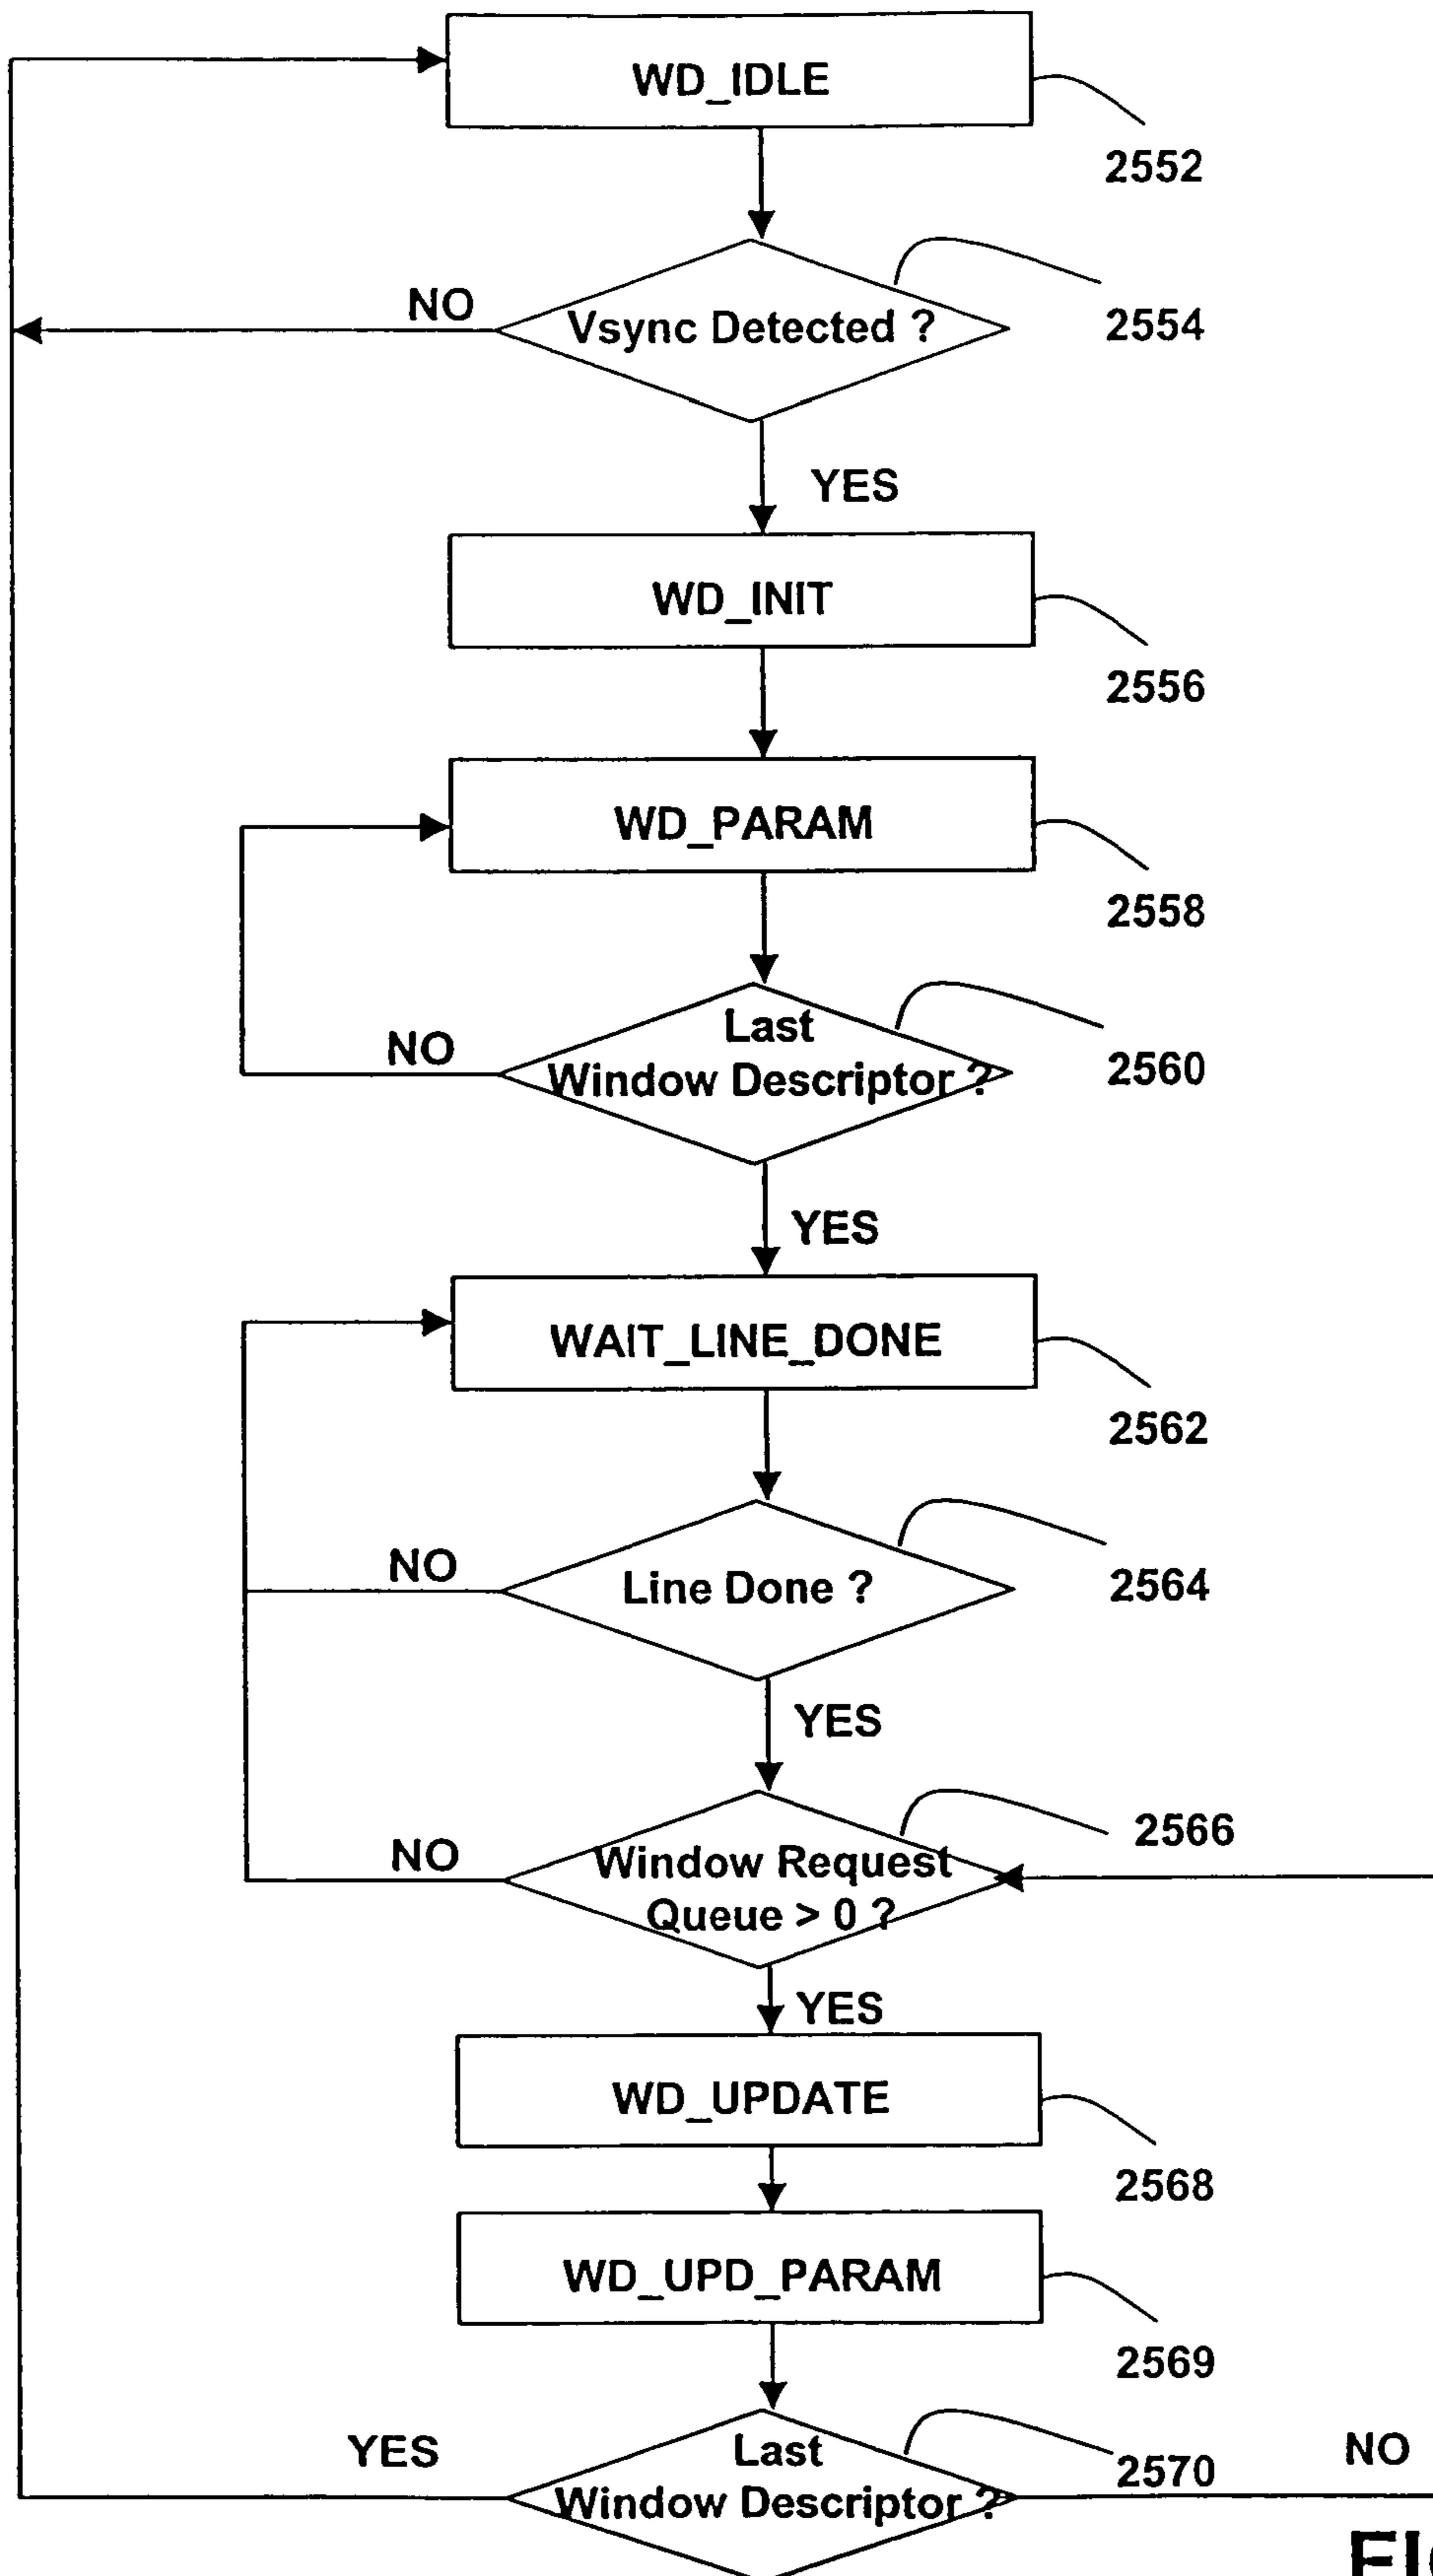 WD_IDLE
2552
NO
Vsync Detected ?
2554
YES
WD_INIT
2556
WD_PARAM
2558
NO
Last
Window Descriptor ?
2560
YES
WAIT_LINE_DONE
2562
NO
Line Done ?
2564
YES
NO
Window Request
Queue > 0 ?
2566
YES
WD_UPDATE
2568
WD_UPD_PARAM
2569
YES
Last
Window Descriptor ?
2570
NO